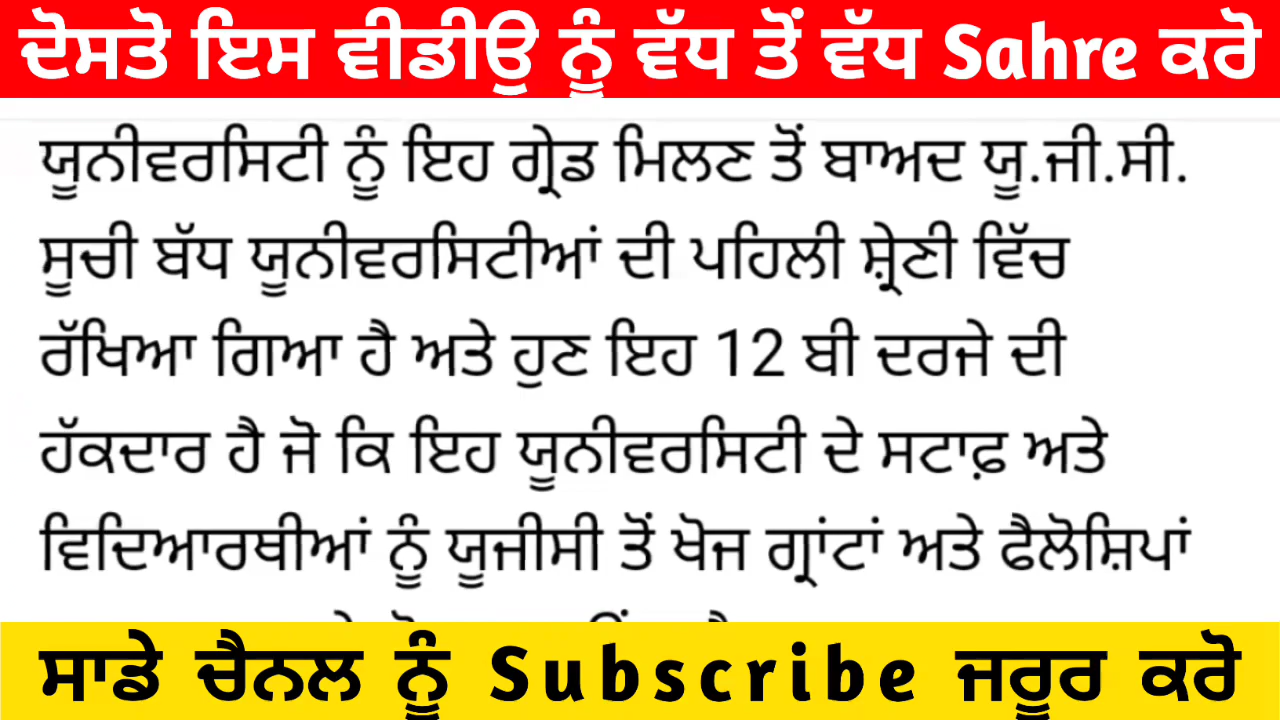 ਦੋਸਤੋ ਇਸ ਵੀਡੀਉ ਨੂੰ ਵੱਧ ਤੋਂ ਵੱਧ Sahre ਕਰੋ
ਯੂਨੀਵਰਸਿਟੀ ਨੂੰ ਇਹ ਗ੍ਰੇਡ ਮਿਲਣ ਤੋਂ ਬਾਅਦ ਯੂ.ਜੀ.ਸੀ.
ਸੂਚੀ ਬੱਧ ਯੂਨੀਵਰਸਿਟੀਆਂ ਦੀ ਪਹਿਲੀ ਸ਼੍ਰੇਣੀ ਵਿੱਚ
ਰੱਖਿਆ ਗਿਆ ਹੈ ਅਤੇ ਹੁਣ ਇਹ 12 ਬੀ ਦਰਜੇ ਦੀ
ਹੱਕਦਾਰ ਹੈ ਜੋ ਕਿ ਇਹ ਯੂਨੀਵਰਸਿਟੀ ਦੇ ਸਟਾਫ਼ ਅਤੇ
ਵਿਦਿਆਰਥੀਆਂ ਨੂੰ ਯੂਜੀਸੀ ਤੋਂ ਖੋਜ ਗ੍ਰਾਂਟਾਂ ਅਤੇ ਫੈਲੋਸ਼ਿਪਾਂ
ਸਾਡੇ ਚੈਨਲ ਨੂੰ Subscribe ਜਰੂਰ ਕਰੋ